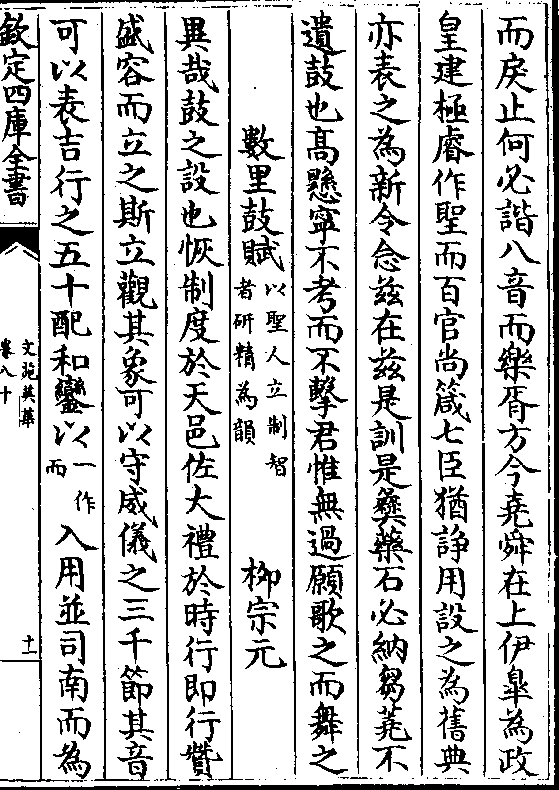 而戾止何必諧八音而樂胥方今堯舜在上伊臯為政
皇建極睿作聖而百官尚箴七臣猶諍用設之為舊典
亦表之為新令念兹在兹是訓是彞藥石必納芻蕘不
遺鼓也髙懸寜不考而不擊君惟無過願歌之而舞之
數里鼓賦以聖人立制智者研精為韻 柳宗元
異哉鼓之設也恢制度於天邑佐大禮於時行即行贊
盛容而立之斯立觀其象可以守威儀之三千節其音
可以表吉行之五十配和鑾以一作而入用並司南而為
欽定四庫全書
文苑英華
卷八十
十一